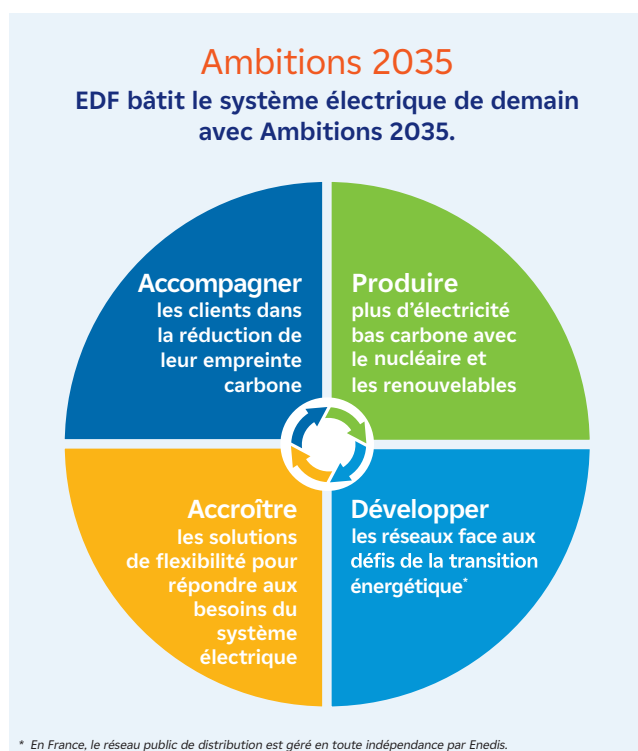 Ambitions 2035
EDF bâtit le système électrique de demain
avec Ambitions 2035.
Accompagner
les clients dans
la réduction de
leur empreinte
carbone
Produire
plus d'électricité
bas carbone avec
le nucléaire et
les renouvelables
Accroître
les solutions
de flexibilité pour
répondre aux
besoins du
système
électrique
Développer
les réseaux face aux
défis de la transition
énergétique*
* En France, le réseau public de distribution est géré en toute indépendance par Enedis.